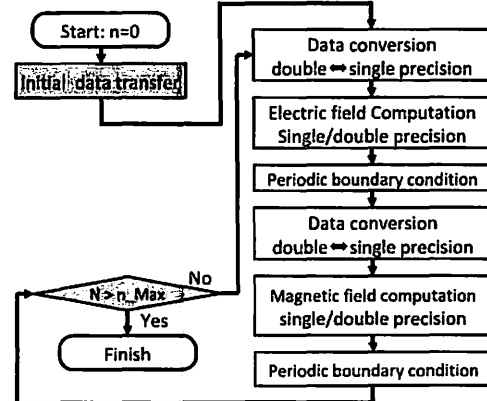 Start: n=0
Initial data transfer
Data conversion
double ⇔ single precision
Electric field Computation
Single/double precision
Periodic boundary condition
Data conversion
double ⇔ single precision
Magnetic field computation
single/double precision
Periodic boundary condition
N > n_Max
No
Yes
Finish